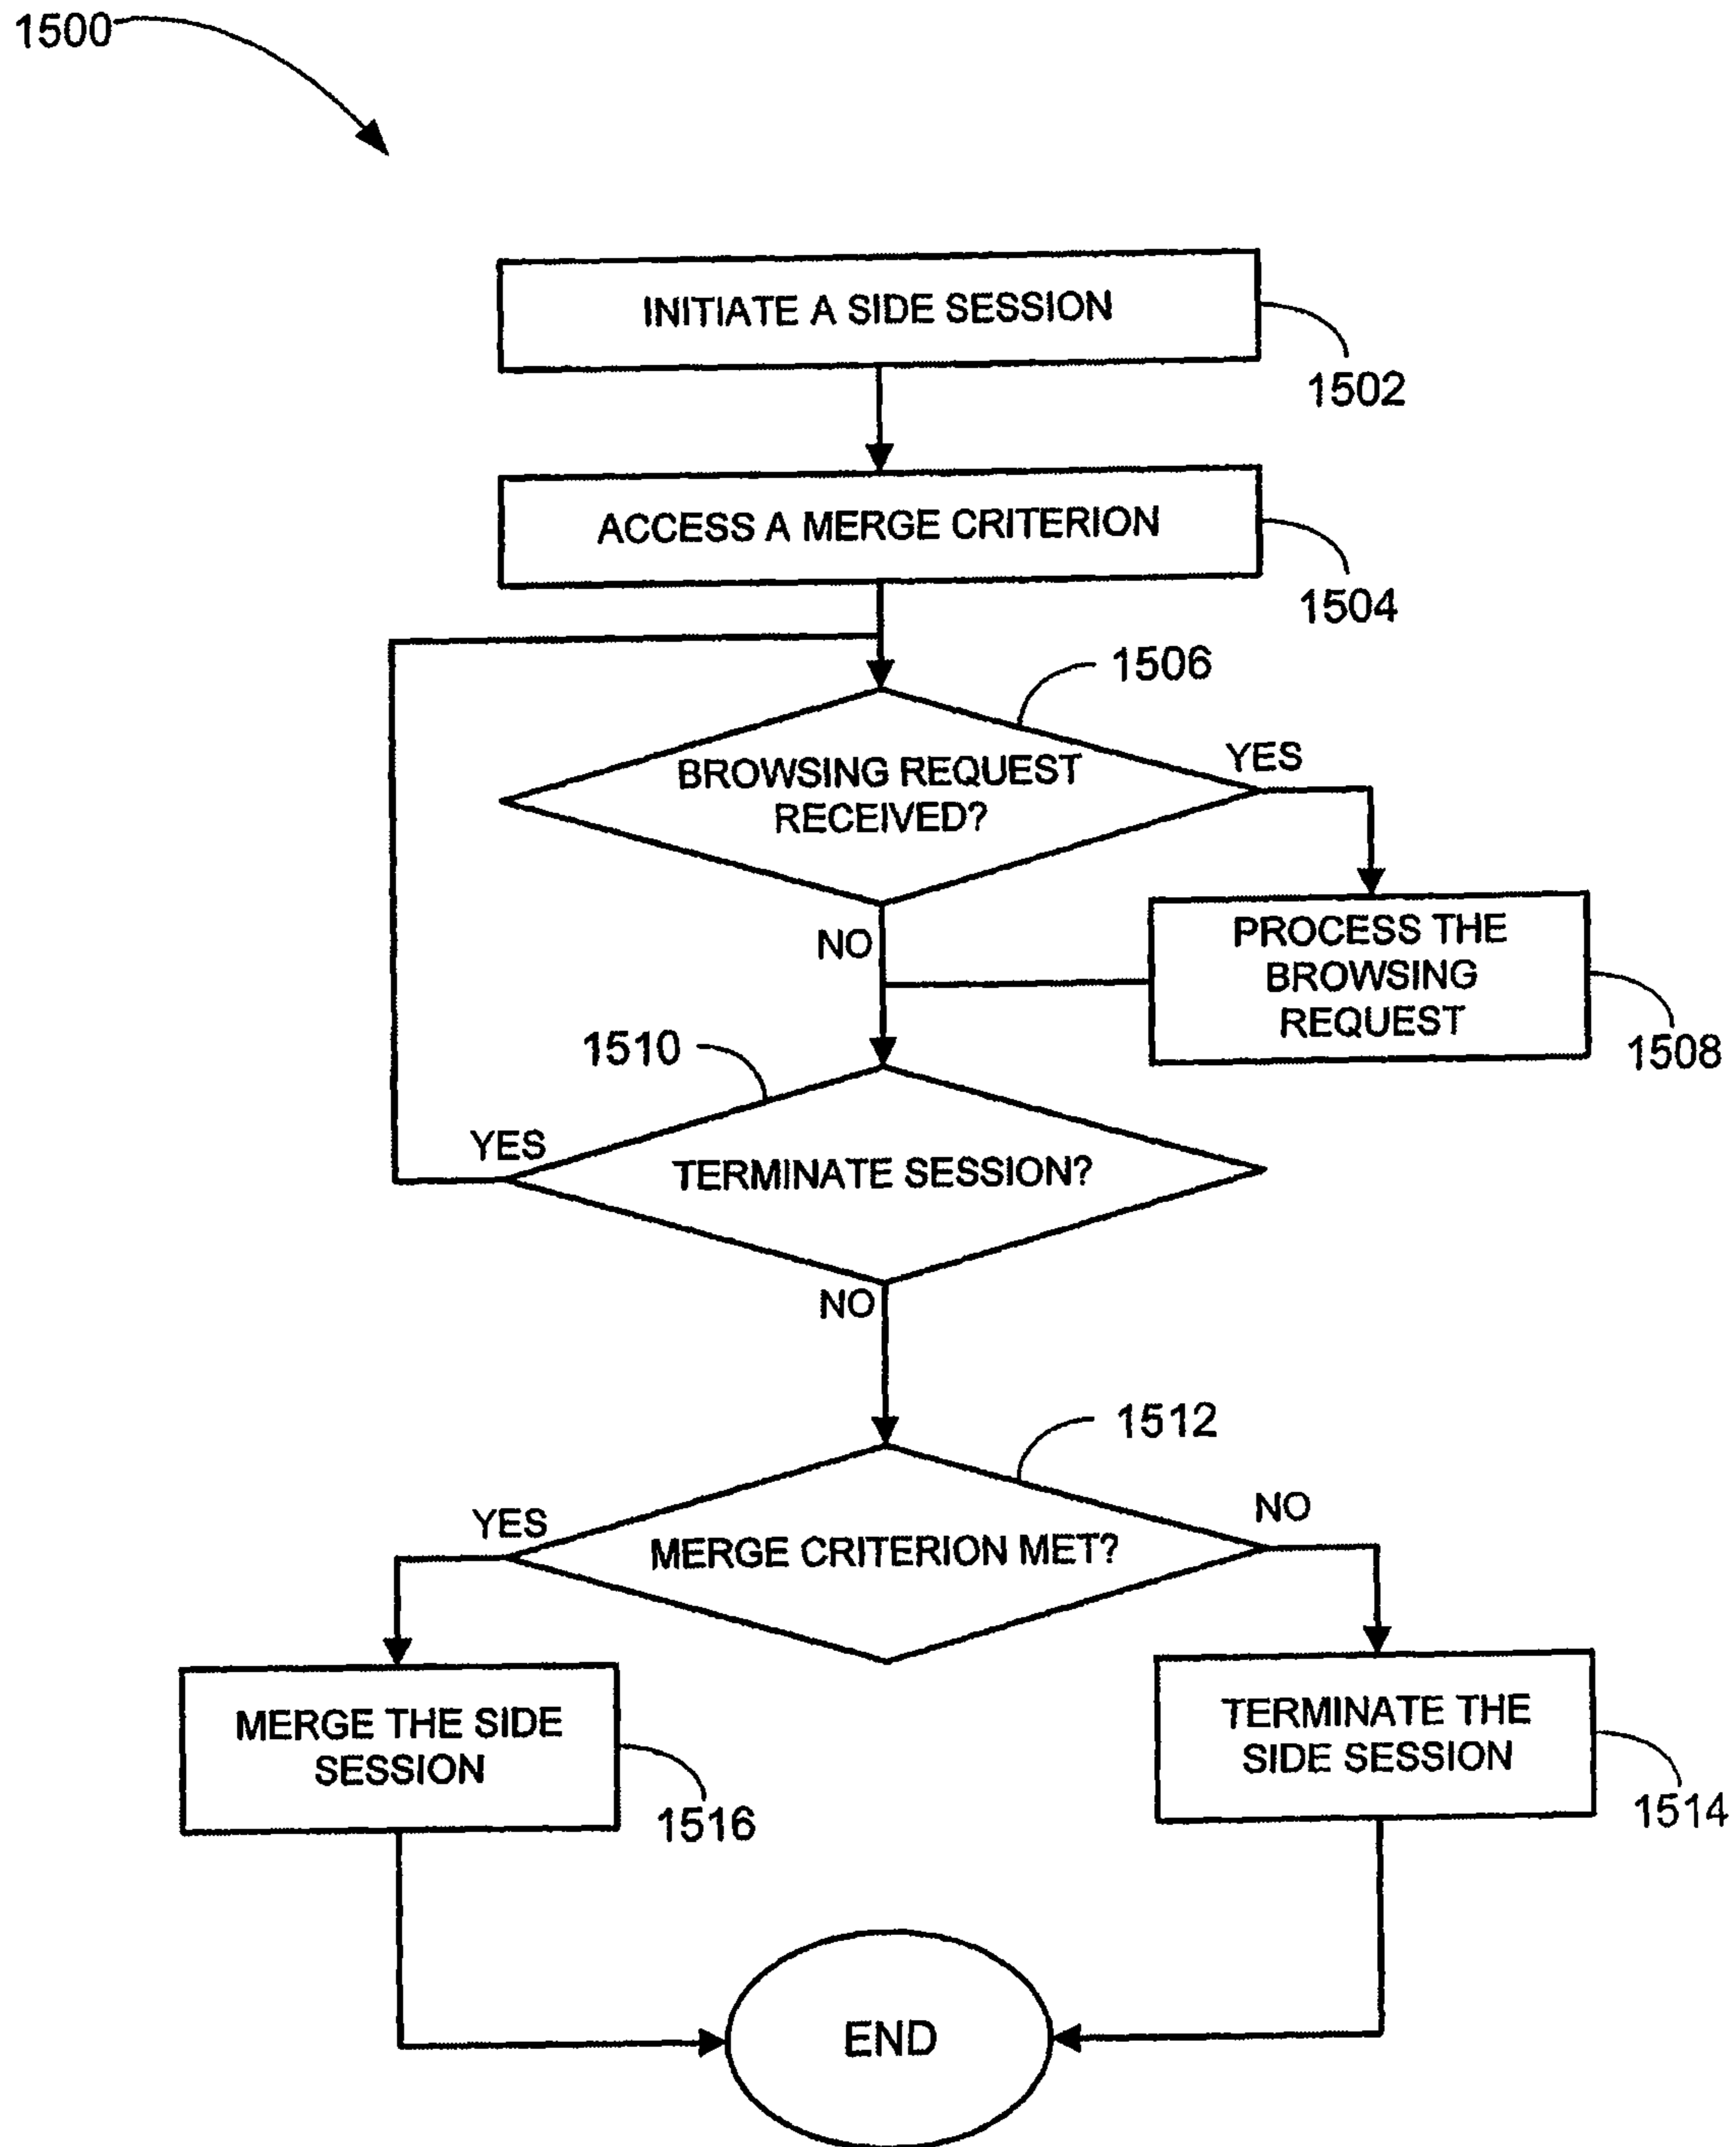 1500
INITIATE A SIDE SESSION
1502
ACCESS A MERGE CRITERION
1504
1506
BROWSING REQUEST
RECEIVED?
YES
NO
PROCESS THE
BROWSING
REQUEST
1508
1510
YES
TERMINATE SESSION?
NO
1512
YES
MERGE CRITERION MET?
NO
MERGE THE SIDE
SESSION
1516
TERMINATE THE
SIDE SESSION
1514
END